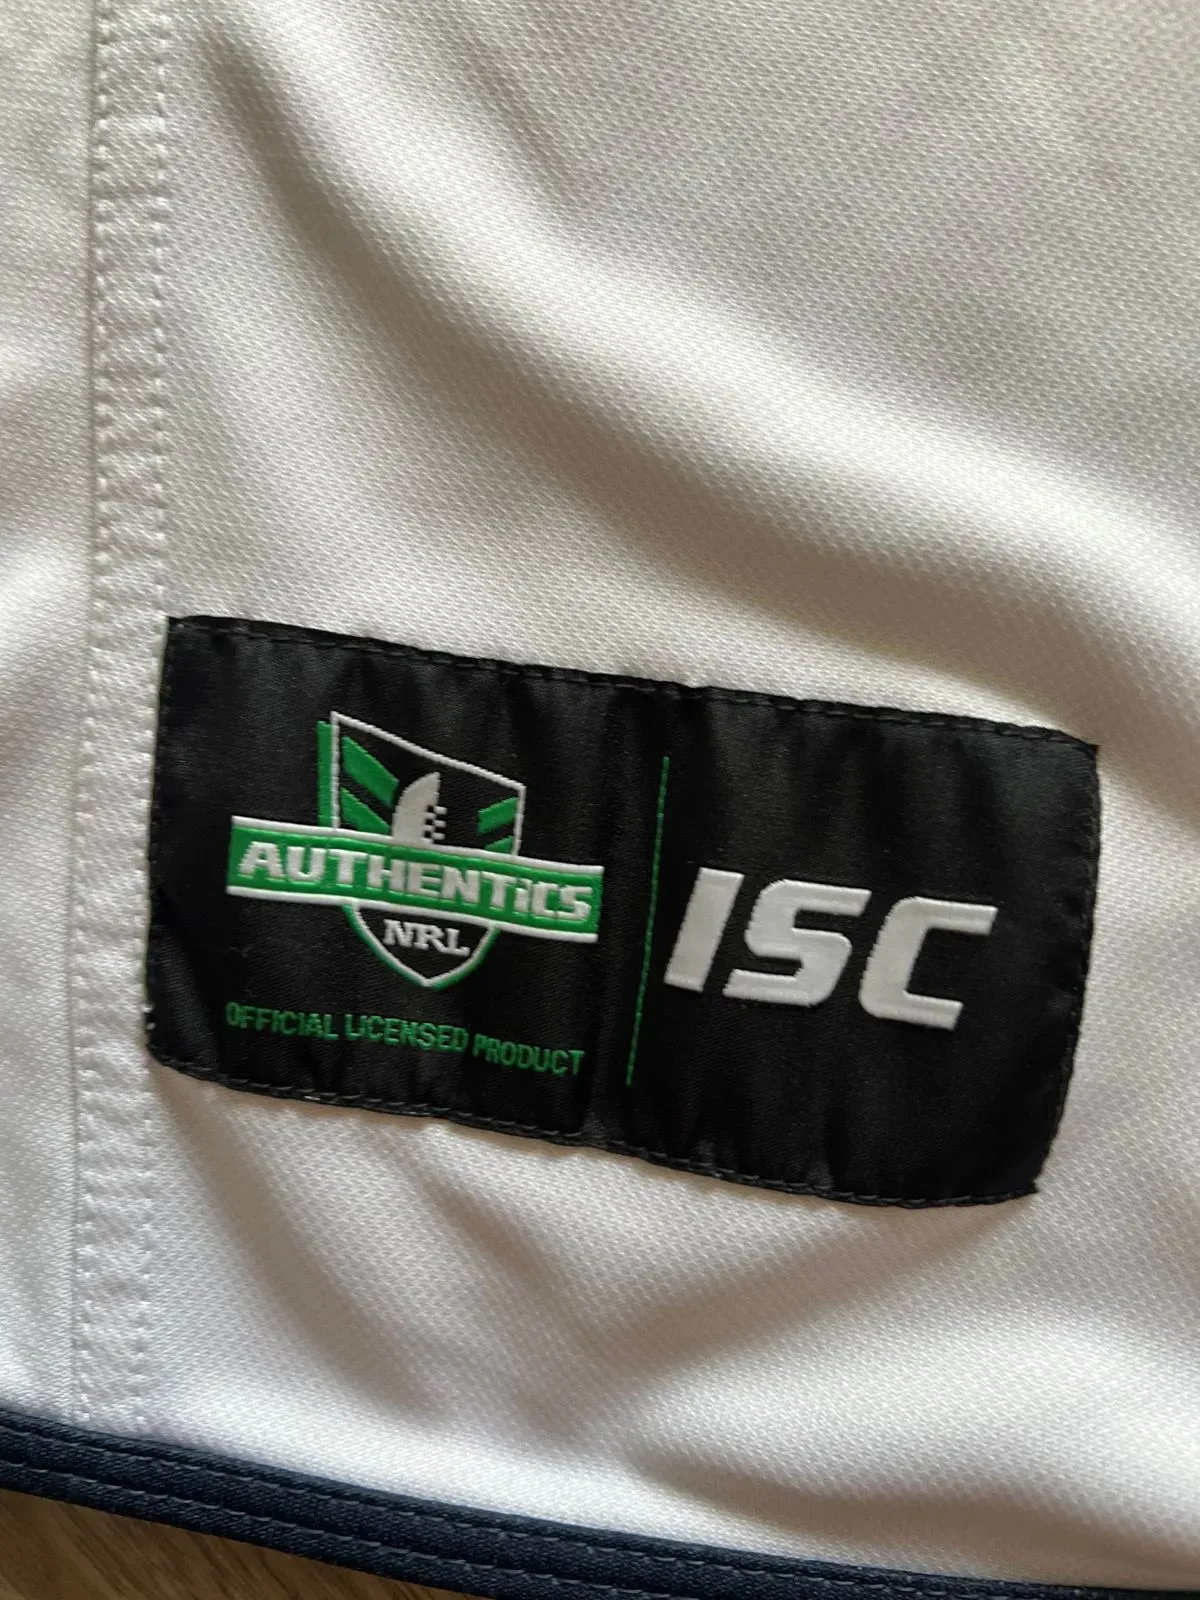 AUTHENTiCS
NRL
OFFICIAL LICENSED PRODUCT
ISC